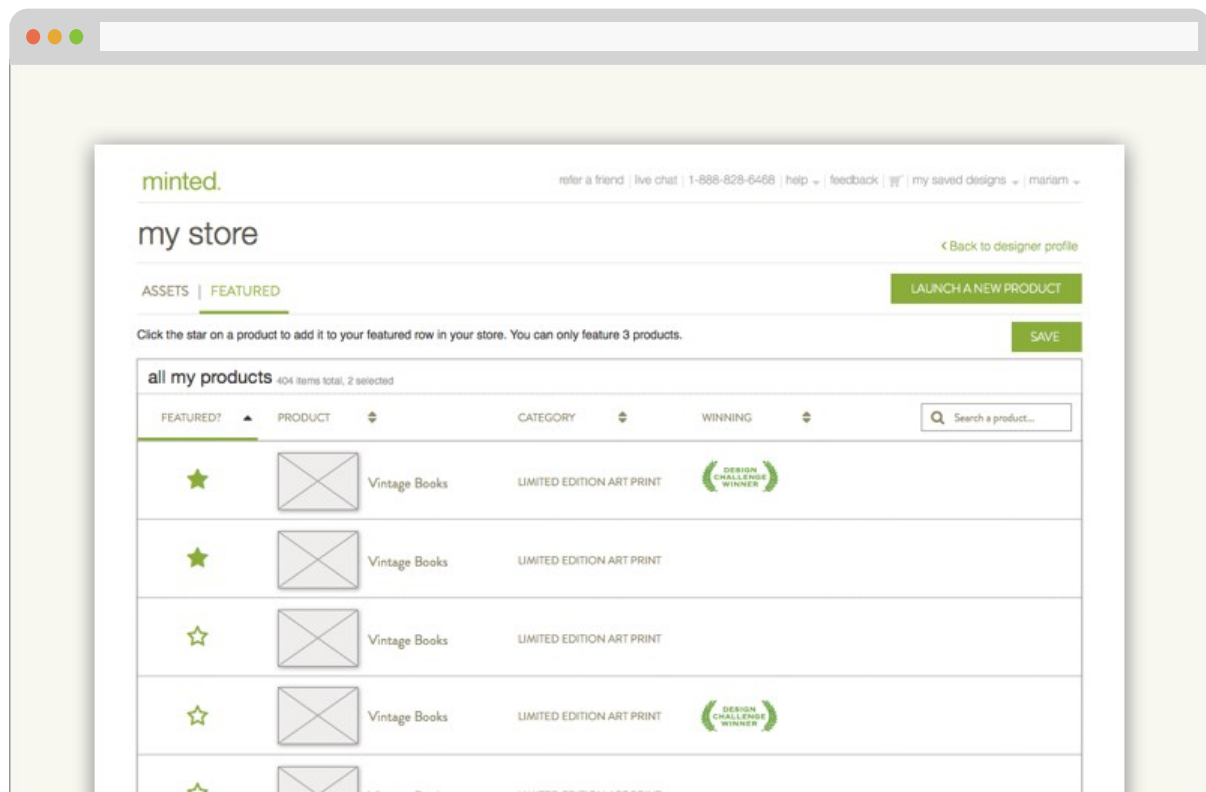 minted.
refer a friend | live chat | 1-888-828-6468 | help | feedback | my saved designs | mariam
my store
< Back to designer profile
ASSETS | FEATURED
LAUNCH A NEW PRODUCT
Click the star on a product to add it to your featured row in your store. You can only feature 3 products.
SAVE
all my products 404 items total, 2 selected
FEATURED? PRODUCT CATEGORY WINNING Search a product...
Vintage Books LIMITED EDITION ART PRINT
DESIGN
CHALLENGE
WINNER
Vintage Books LIMITED EDITION ART PRINT
Vintage Books LIMITED EDITION ART PRINT
Vintage Books LIMITED EDITION ART PRINT
DESIGN
CHALLENGE
WINNER